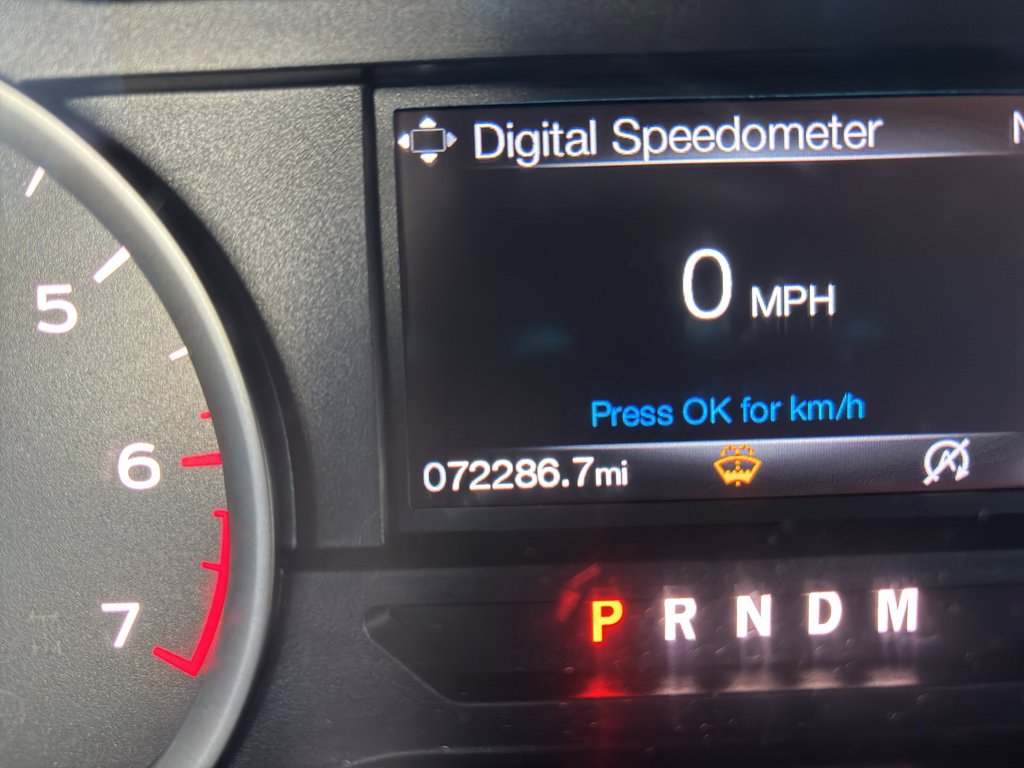 Digital Speedometer
N
0 MPH
Press OK for km/h
072286.7mi
5
6
7
P R N D M